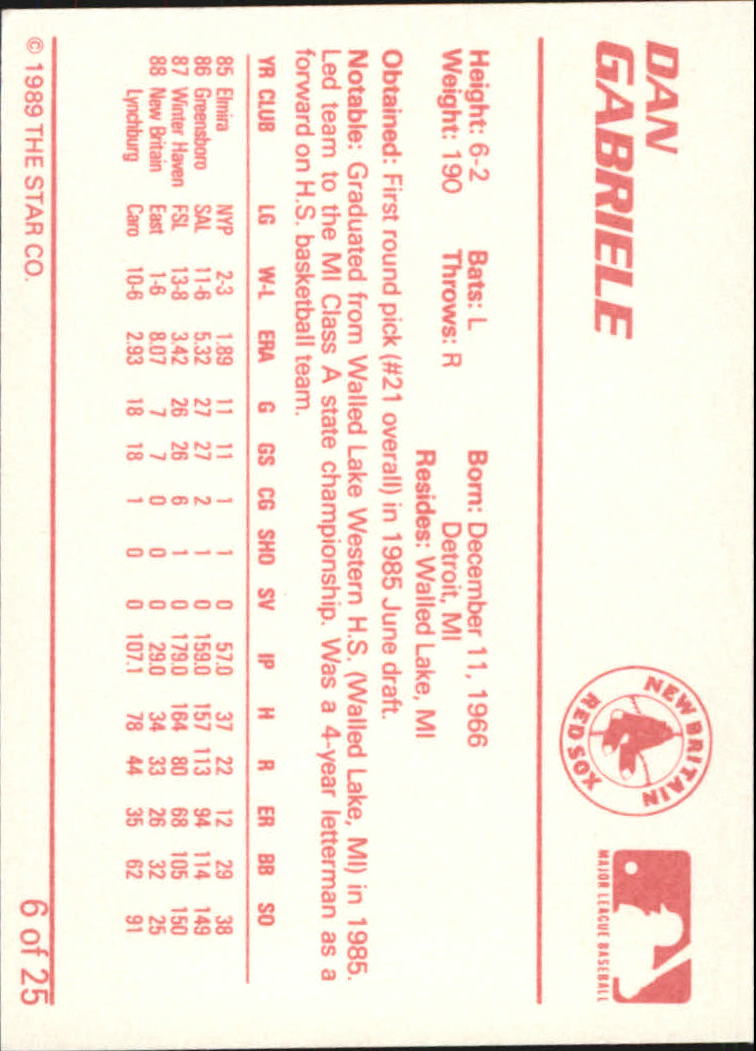 DAN
GABRIELE
NEW BRITAIN
RED SOX
MAJOR LEAGUE BASEBALL
Height: 6-2 Bats: L Born: December 11, 1966
Weight: 190 Throws: R Detroit, MI
Resides: Walled Lake, MI
Obtained: First round pick (#21 overall) in 1985 June draft.
Notable: Graduated from Walled Lake Western H.S. (Walled Lake, MI) in 1985.
Led team to the MI Class A state championship. Was a 4-year letterman as a
forward on H.S. basketball team.
YR CLUB LG W-L ERA G GS CG SHO SV IP H R ER BB SO
85 Elmira NYP 2-3 1.89 11 11 1 1 0 57.0 37 22 12 29 38
86 Greensboro SAL 11-6 5.32 27 27 2 1 0 159.0 157 113 94 114 149
87 Winter Haven FSL 13-8 3.42 26 26 6 1 0 179.0 164 80 68 105 150
88 New Britain East 1-6 8.07 7 7 0 0 0 29.0 34 33 26 32 25
Lynchburg Caro 10-6 2.93 18 18 1 0 0 107.1 78 44 35 62 91
© 1989 THE STAR CO. 6 of 25